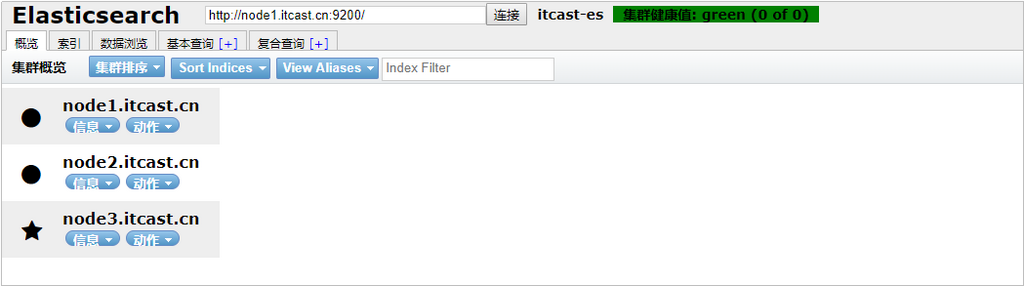 Elasticsearch http://node1.itcast.cn:9200/ 连接 itcast-es 集群健康值: green (0 of 0)
概览 索引 数据浏览 基本查询 [+] 复合查询 [+]
集群概览 集群排序 Sort Indices View Aliases Index Filter
node1.itcast.cn
信息 动作
node2.itcast.cn
信息 动作
node3.itcast.cn
信息 动作